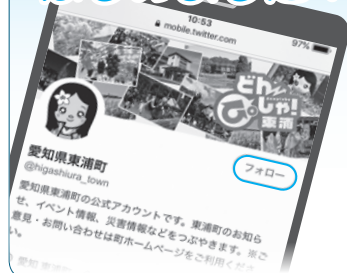 10:53
mobile.twitter.com
97%
どんぴしゃ!
東浦
愛知県東浦町
@higashiura_town
フォロー
愛知県東浦町の公式アカウントです。東浦町のお知ら
せ、イベント情報、災害情報などをつぶやきます。※ご
意見・お問い合わせは町ホームページをご利用くださ
い。